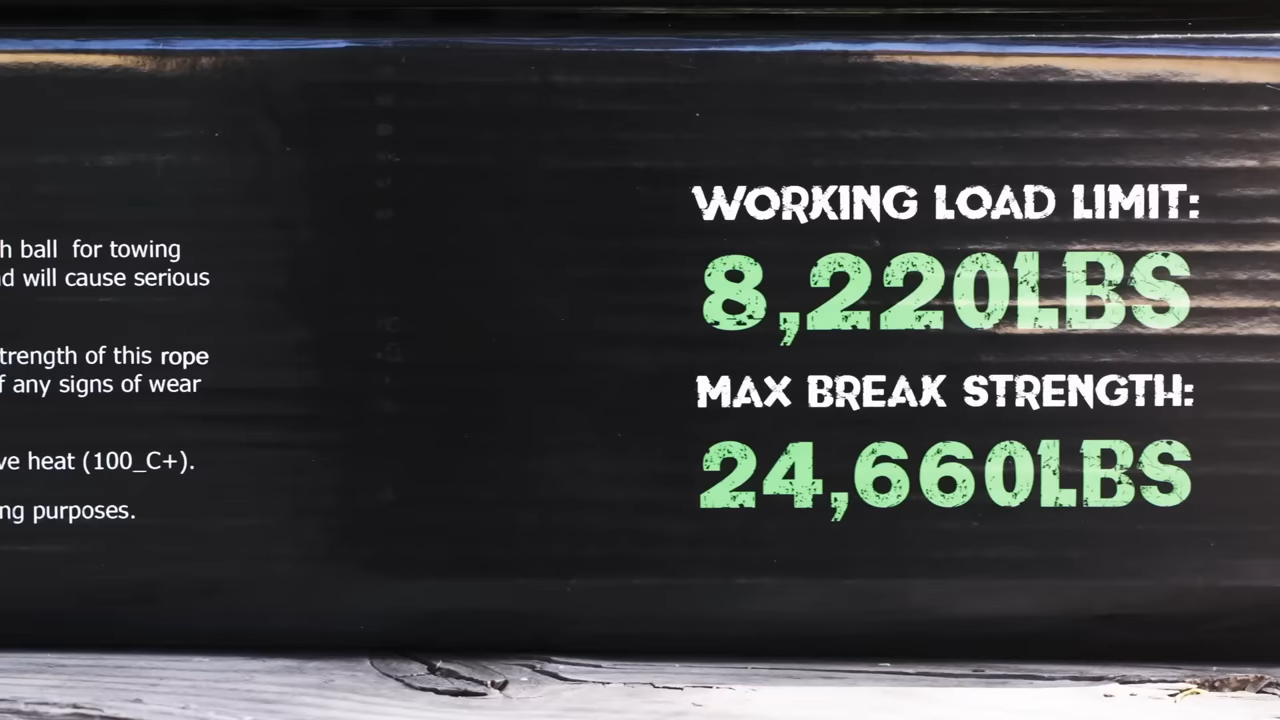 h ball for towing
d will cause serious
trength of this rope
f any signs of wear
ve heat (100_C+).
ng purposes.
WORKING LOAD LIMIT:
8,220LBS
MAX BREAK STRENGTH:
24,660LBS